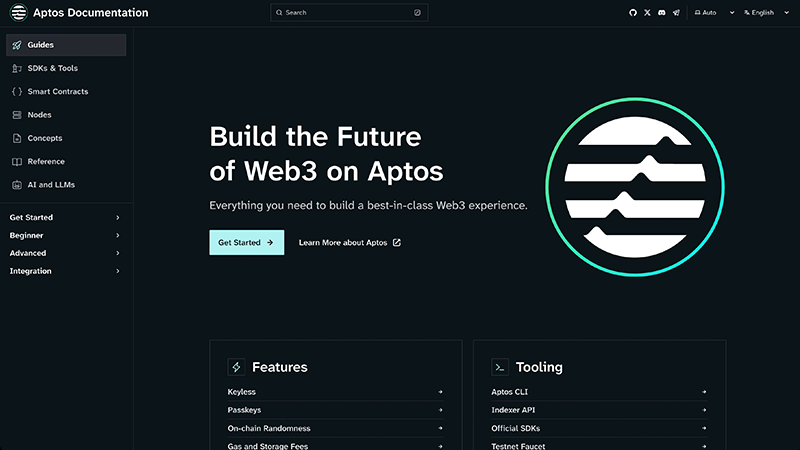 Aptos Documentation
Search
Auto
English
Guides
SDKs & Tools
Smart Contracts
Nodes
Concepts
Reference
AI and LLMs
Get Started
Beginner
Advanced
Integration
Build the Future
of Web3 on Aptos
Everything you need to build a best-in-class Web3 experience.
Get Started
Learn More about Aptos
Features
Keyless
Passkeys
On-chain Randomness
Gas and Storage Fees
Tooling
Aptos CLI
Indexer API
Official SDKs
Testnet Faucet